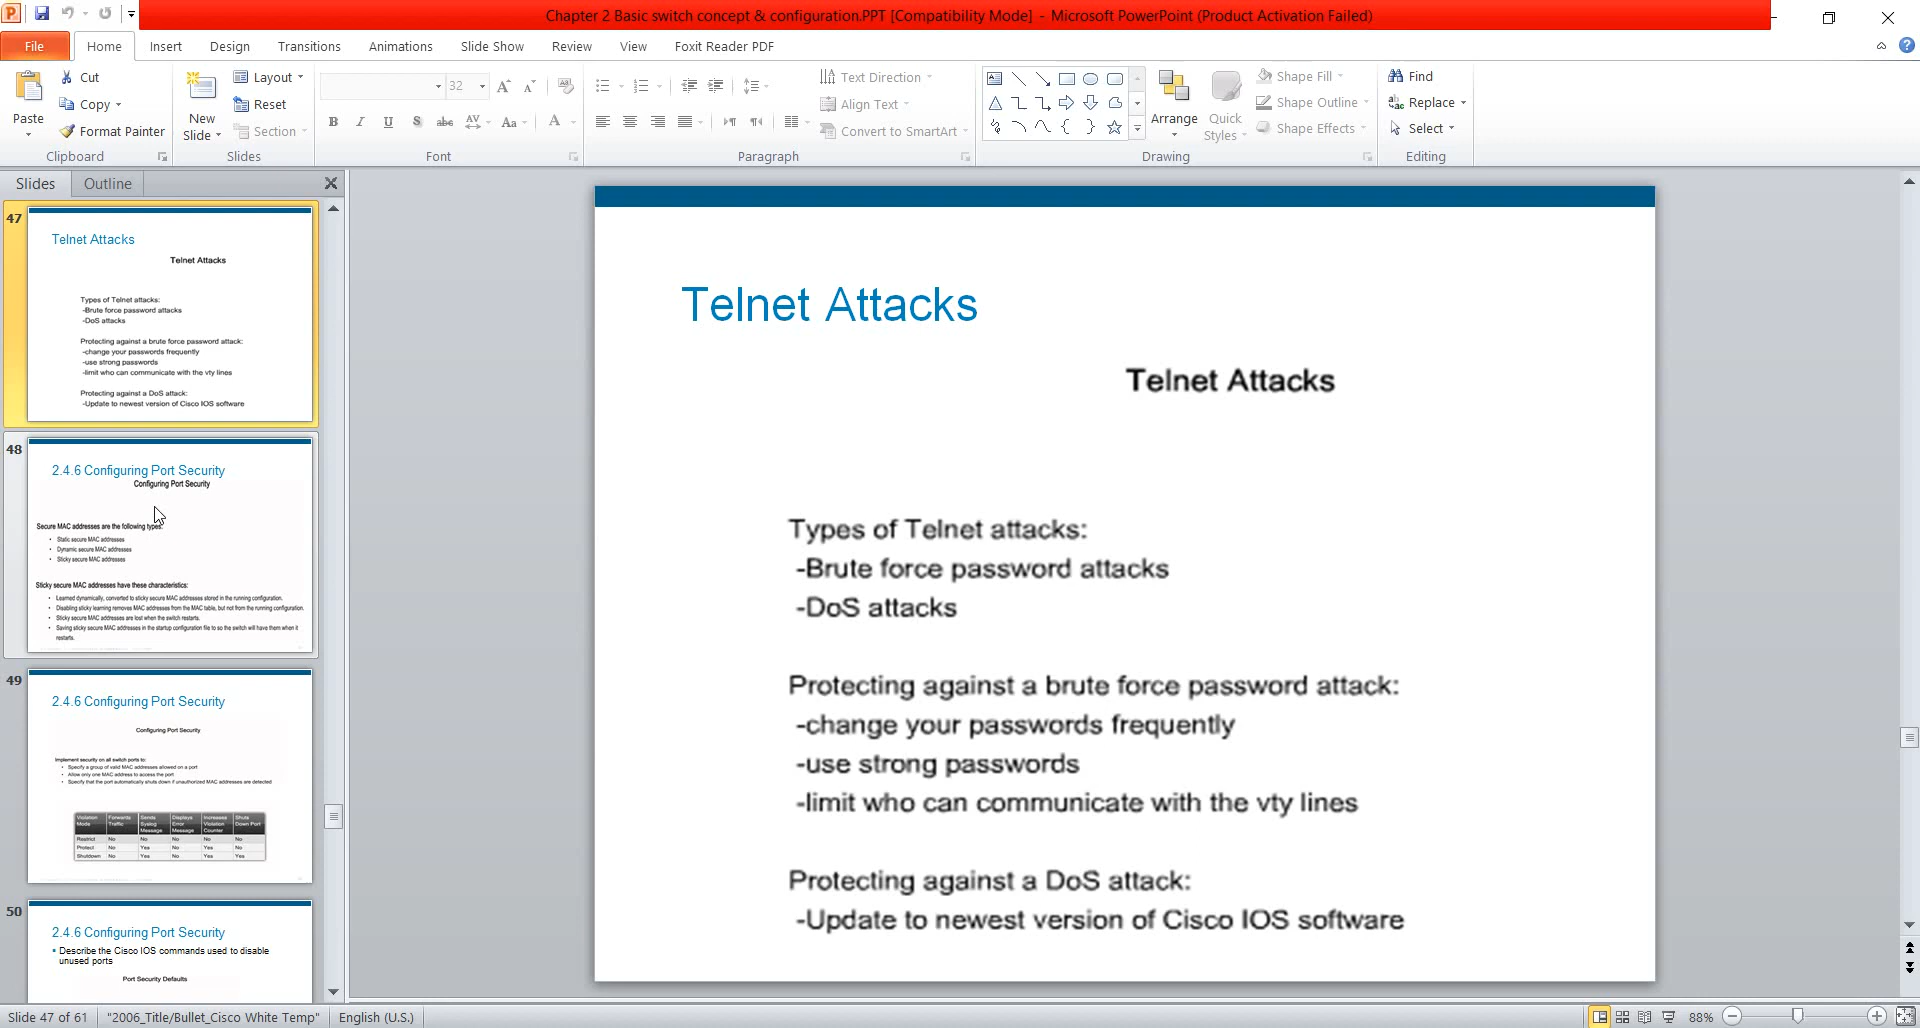 Chapter 2 Basic switch concept & configuration.PPT [Compatibility Mode] - Microsoft PowerPoint (Product Activation Failed)
File Home Insert Design Transitions Animations Slide Show Review View Foxit Reader PDF
Paste
Cut
Copy
Format Painter
Clipboard
New Slide
Layout
Reset
Section
Slides
32
Font
Text Direction
Align Text
Convert to SmartArt
Paragraph
Arrange
Quick Styles
Shape Fill
Shape Outline
Shape Effects
Drawing
Find
Replace
Select
Editing
Slides Outline
47
Telnet Attacks
Telnet Attacks
Types of Telnet attacks:
-Brute force password attacks
-DoS attacks
Protecting against a brute force password attack:
-change your passwords frequently
-use strong passwords
-limit who can communicate with the vty lines
Protecting against a DoS attack:
-Update to newest version of Cisco IOS software
48
2.4.6 Configuring Port Security
Configuring Port Security
Secure MAC addresses are the following types:
• Static secure MAC addresses
• Dynamic secure MAC addresses
• Sticky secure MAC addresses
Sticky secure MAC addresses have these characteristics:
• Learned dynamically, converted to sticky secure MAC addresses stored in the running configuration.
• Disabling sticky learning removes MAC addresses from the MAC table, but not from the running configuration.
• Sticky secure MAC addresses are lost when the switch restarts.
• Saving sticky secure MAC addresses in the startup configuration file to so the switch will have them when it
restarts.
49
2.4.6 Configuring Port Security
Configuring Port Security
Implement security on all switch ports to:
• Specify a group of valid MAC addresses allowed on a port
• Allow only one MAC address to access the port
• Specify that the port automatically shuts down if unauthorized MAC addresses are detected
Violation Mode Forwards Traffic Sends Syslog Message Displays Error Message Increases Violation Counter Shuts Down Port
Restrict No No No No No
Protect No Yes No Yes No
Shutdown No Yes No Yes Yes
50
2.4.6 Configuring Port Security
▪ Describe the Cisco IOS commands used to disable
unused ports
Port Security Defaults
Telnet Attacks
Telnet Attacks
Types of Telnet attacks:
-Brute force password attacks
-DoS attacks
Protecting against a brute force password attack:
-change your passwords frequently
-use strong passwords
-limit who can communicate with the vty lines
Protecting against a DoS attack:
-Update to newest version of Cisco IOS software
Slide 47 of 61 "2006_Title/Bullet_Cisco White Temp" English (U.S.) 88%